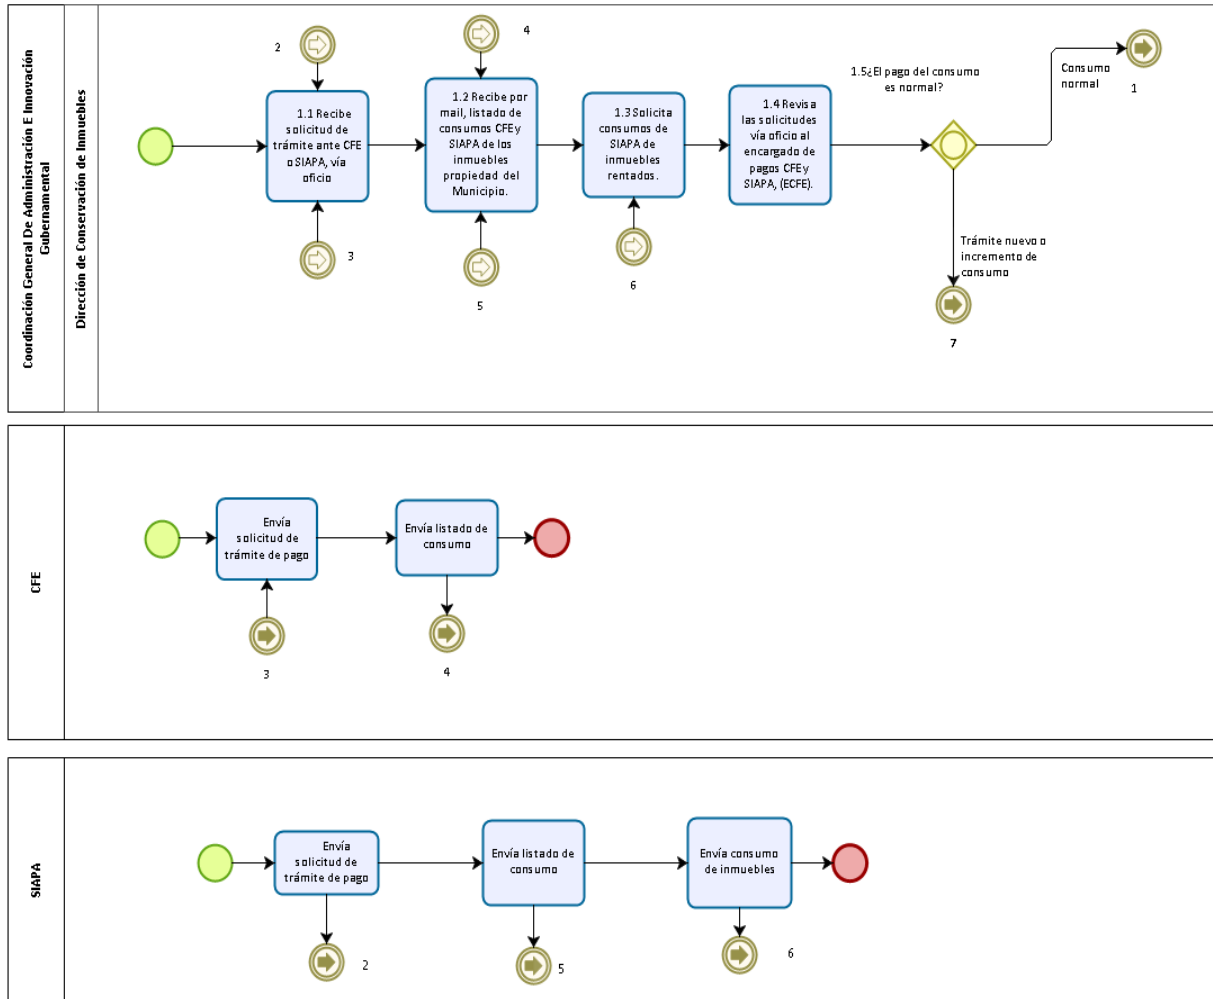 Coordinación General De Administración E Innovación
Gubernamental
Dirección de Conservación de Inmuebles
2
4
1.1 Recibe
solicitud de
trámite ante CFE
o SIAPA, vía
oficio
3
1.2 Recibe por
mail, listado de
consumos CFE y
SIAPA de los
inmuebles
propiedad del
Municipio.
5
1.3 Solicita
consumos de
SIAPA de
inmuebles
rentados.
6
1.4 Revisa
las solicitudes
vía oficio al
encargado de
pagos CFE y
SIAPA, (ECFE).
1.5¿El pago del consumo
es normal?
Consumo
normal
1
Trámite nuevo o
incremento de
consumo
7
CFE
Envía
solicitud de
trámite de pago
3
Envía listado de
consumo
4
SIAPA
Envía
solicitud de
trámite de pago
2
Envía listado de
consumo
5
Envía consumo
de inmuebles
6